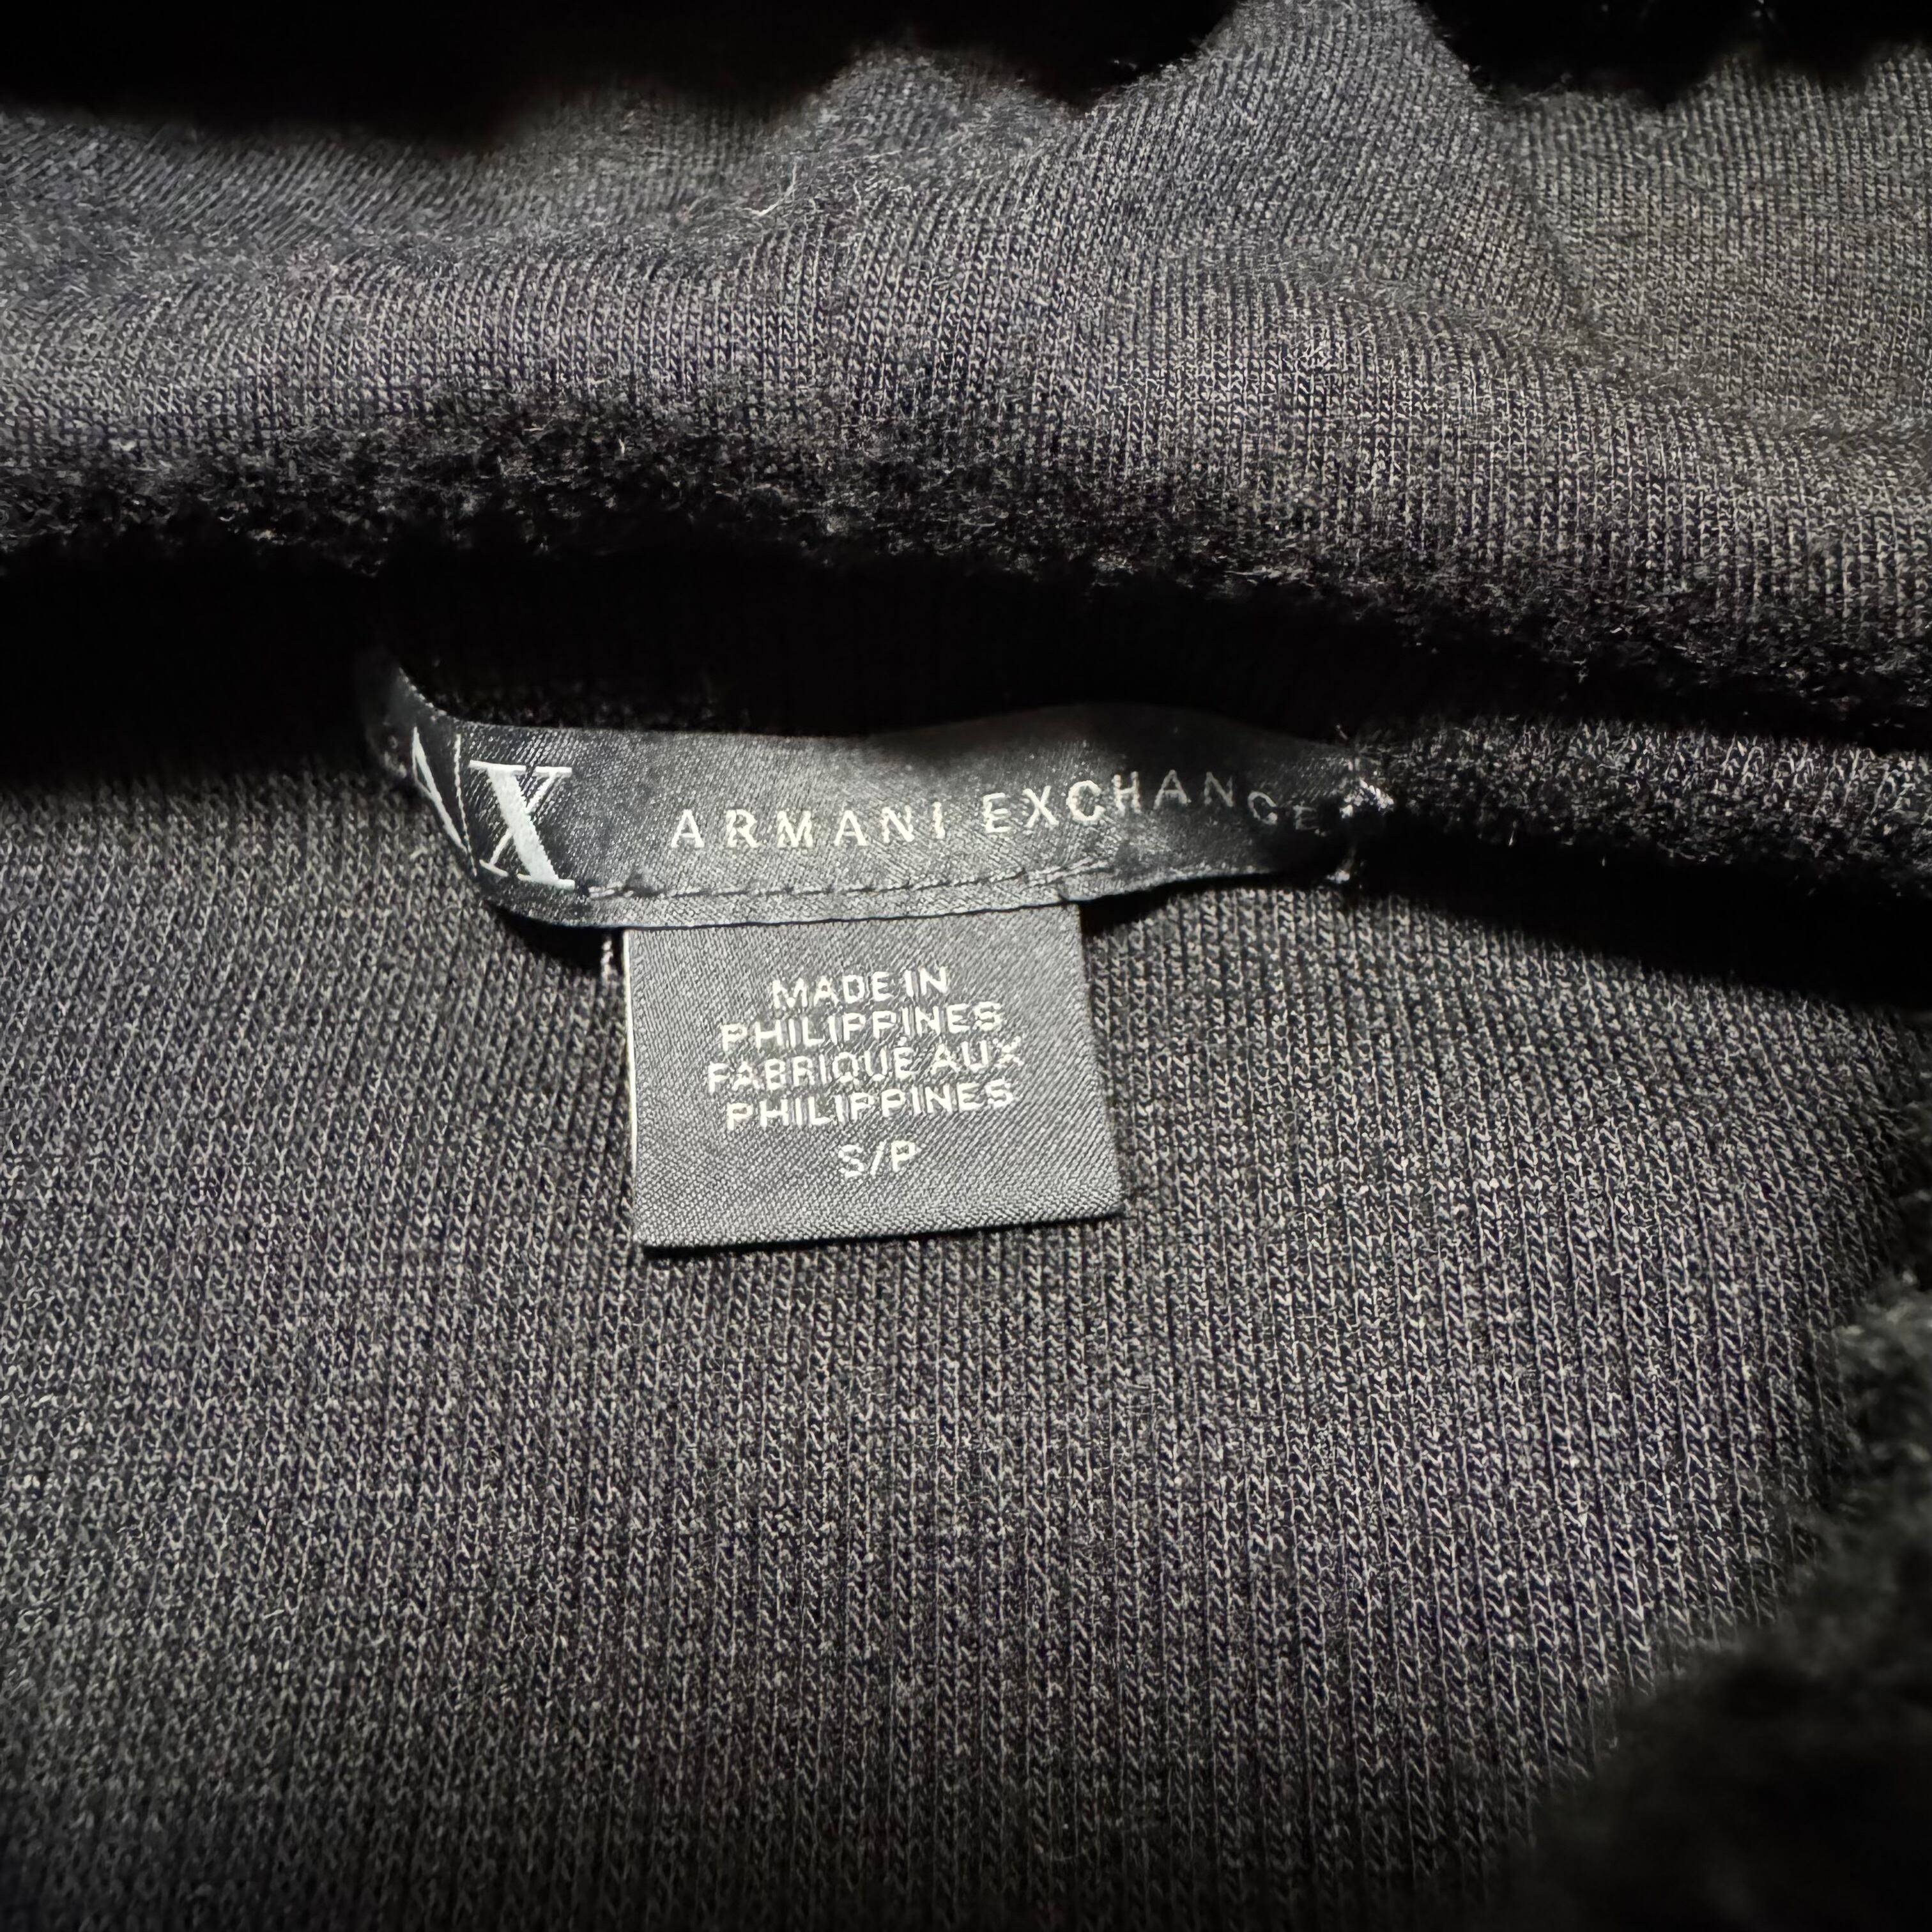 A X ARMANI EXCHANGE
MADE IN
PHILIPPINES
FABRIQUÉ AUX
PHILIPPINES
S/P